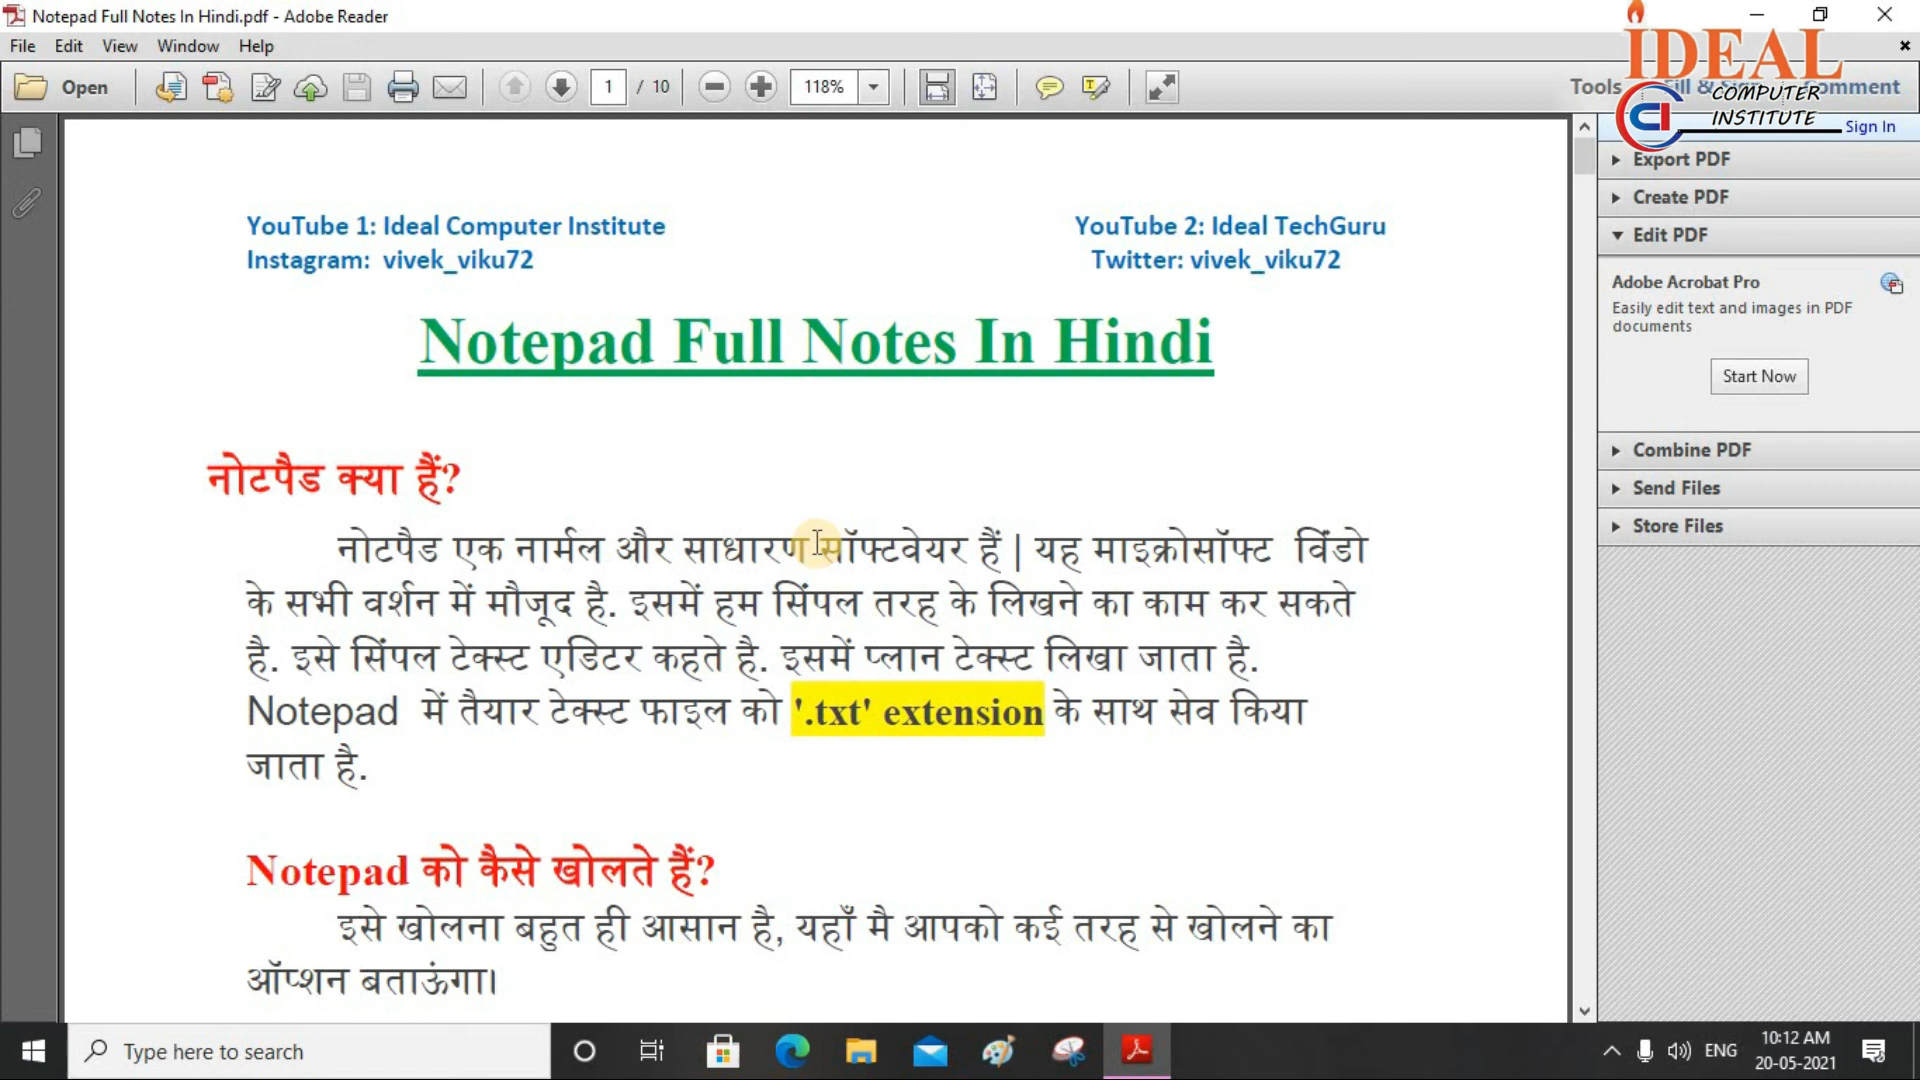 Notepad Full Notes In Hindi.pdf - Adobe Reader
File Edit View Window Help
IDEAL
COMPUTER
INSTITUTE
Open 1 / 10 118% Tools Fill & Comment
Sign In
Export PDF
Create PDF
Edit PDF
Adobe Acrobat Pro
Easily edit text and images in PDF
documents
Start Now
Combine PDF
Send Files
Store Files
YouTube 1: Ideal Computer Institute YouTube 2: Ideal TechGuru
Instagram: vivek_viku72 Twitter: vivek_viku72
Notepad Full Notes In Hindi
नोटपैड क्या हैं?
नोटपैड एक नार्मल और साधारण सॉफ्टवेयर हैं | यह माइक्रोसॉफ्ट विंडो
के सभी वर्शन में मौजूद है. इसमें हम सिंपल तरह के लिखने का काम कर सकते
है. इसे सिंपल टेक्स्ट एडिटर कहते है. इसमें प्लान टेक्स्ट लिखा जाता है.
Notepad में तैयार टेक्स्ट फाइल को '.txt' extension के साथ सेव किया
जाता है.
Notepad को कैसे खोलते हैं?
इसे खोलना बहुत ही आसान है, यहाँ मै आपको कई तरह से खोलने का
ऑप्शन बताऊंगा।
Type here to search
ENG
10:12 AM
20-05-2021